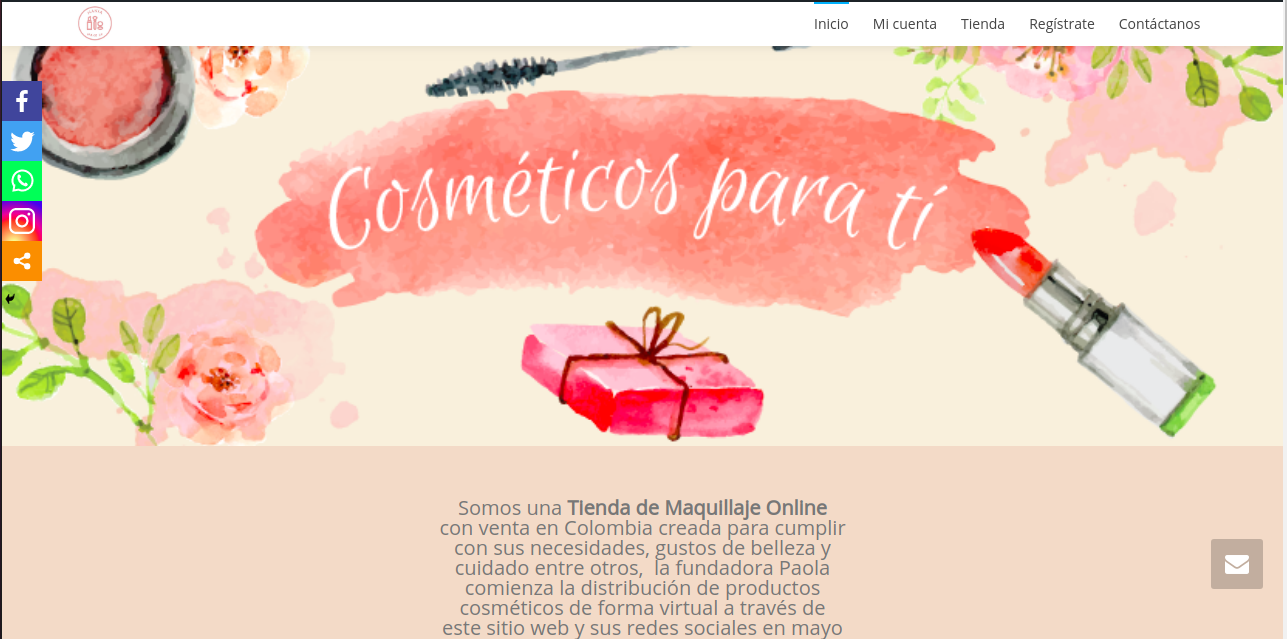 Inicio
Mi cuenta
Tienda
Regístrate
Contáctanos
Cosméticos para tí
Somos una Tienda de Maquillaje Online
con venta en Colombia creada para cumplir
con sus necesidades, gustos de belleza y
cuidado entre otros, la fundadora Paola
comienza la distribución de productos
cosméticos de forma virtual a través de
este sitio web y sus redes sociales en mayo